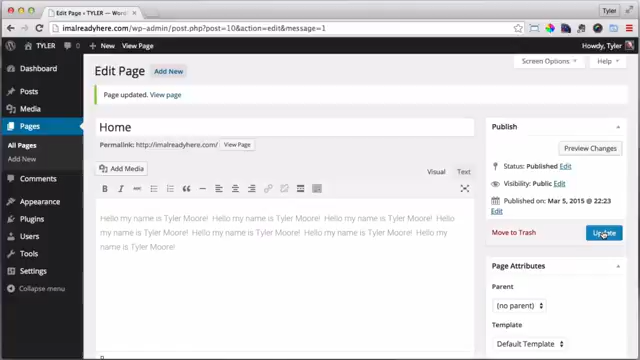 Tyler
Edit Page ‹ TYLER — Wor
imalreadyhere.com/wp-admin/post.php?post=10&action=edit&message=1
TYLER
New
View Page
Howdy, Tyler
Dashboard
Posts
Media
Pages
All Pages
Add New
Comments
Appearance
Plugins
Users
Tools
Settings
Collapse menu
Screen Options
Help
Edit Page
Add New
Page updated. View page
Home
Permalink: http://imalreadyhere.com/ View Page
Add Media
Visual
Text
Hello my name is Tyler Moore! Hello my name is Tyler Moore! Hello my name is Tyler Moore! Hello
my name is Tyler Moore! Hello my name is Tyler Moore! Hello my name is Tyler Moore! Hello my
name is Tyler Moore!
Publish
Preview Changes
Status: Published Edit
Visibility: Public Edit
Published on: Mar 5, 2015 @ 22:23
Edit
Move to Trash
Update
Page Attributes
Parent
(no parent)
Template
Default Template